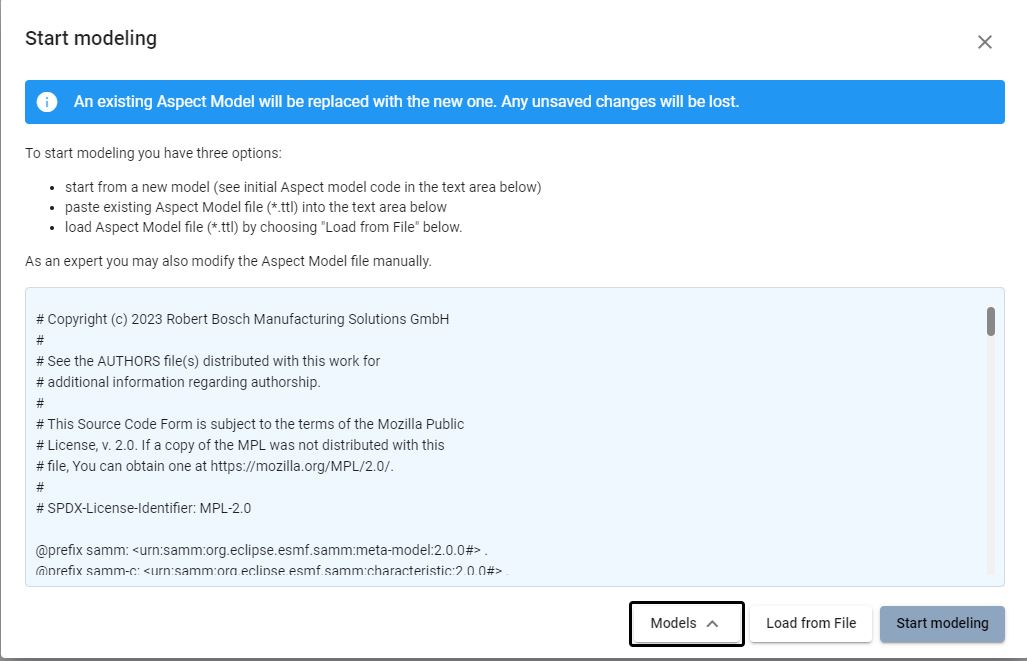 Start modeling
An existing Aspect Model will be replaced with the new one. Any unsaved changes will be lost.
To start modeling you have three options:
• start from a new model (see initial Aspect model code in the text area below)
• paste existing Aspect Model file (*.ttl) into the text area below
• load Aspect Model file (*.ttl) by choosing "Load from File" below.
As an expert you may also modify the Aspect Model file manually.
# Copyright (c) 2023 Robert Bosch Manufacturing Solutions GmbH
#
# See the AUTHORS file(s) distributed with this work for
# additional information regarding authorship.
#
# This Source Code Form is subject to the terms of the Mozilla Public
# License, v. 2.0. If a copy of the MPL was not distributed with this
# file, You can obtain one at https://mozilla.org/MPL/2.0/.
#
# SPDX-License-Identifier: MPL-2.0
@prefix samm: <urn:samm:org.eclipse.esmf.samm:meta-model:2.0.0#> .
@prefix samm-c: <urn:samm:org.eclipse.esmf.samm:characteristic:2.0.0#> .
Models
Load from File
Start modeling